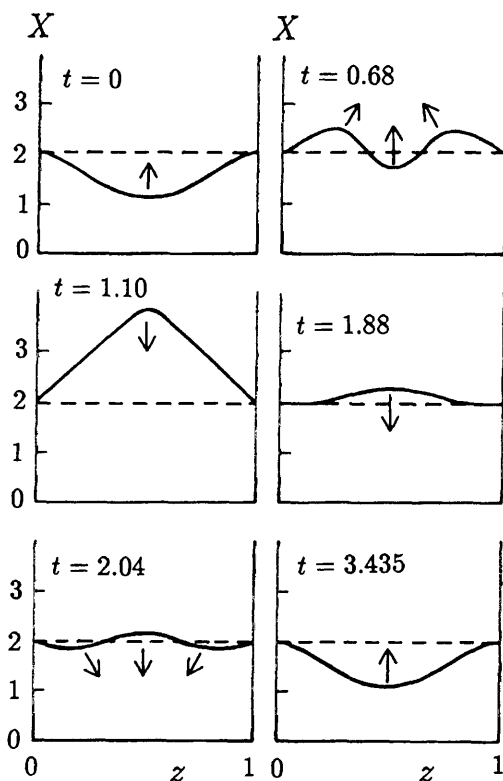 X
t = 0
3
2
1
0
X
t = 0.68
t = 1.10
3
2
1
0
t = 1.88
t = 2.04
3
2
1
0
0 z 1
t = 3.435
0 z 1